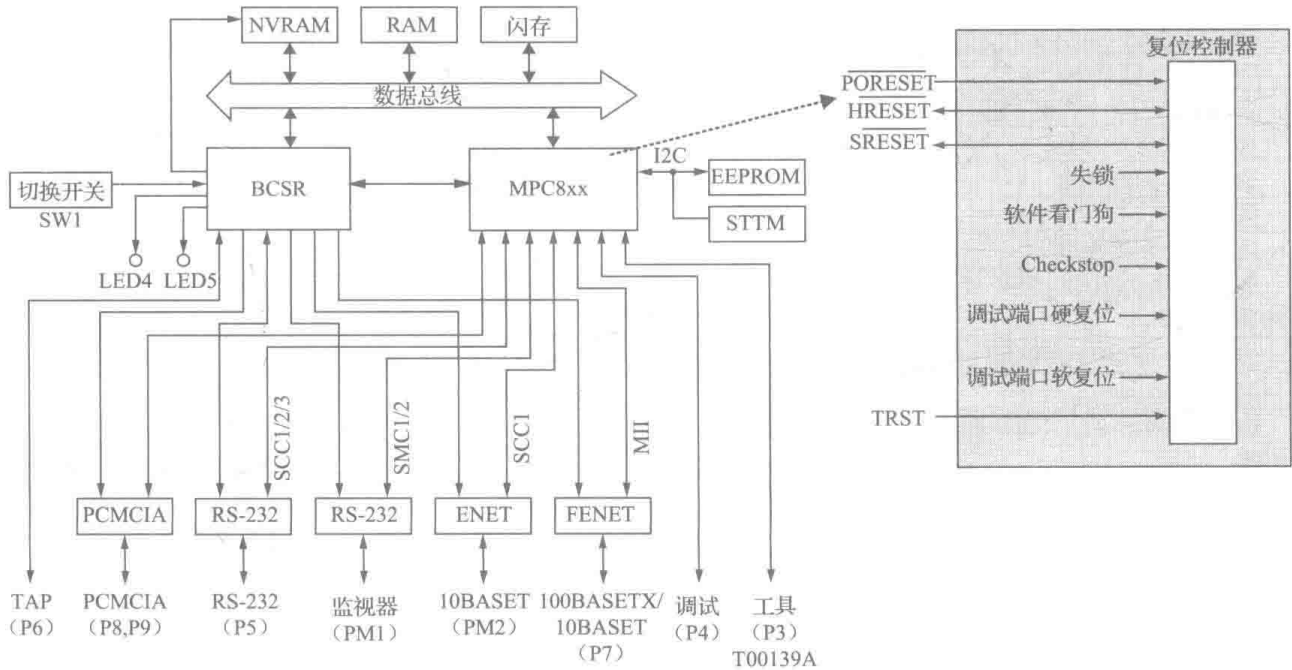 NVRAM
RAM
闪存
数据总线
切换开关
SW1
BCSR
MPC8xx
I2C
EEPROM
STTM
LED4
LED5
SCC1/2/3
SMC1/2
SCC1
MII
PCMCIA
RS-232
RS-232
ENET
FENET
TAP
（P6）
PCMCIA
（P8,P9）
RS-232
（P5）
监视器
（PM1）
10BASET
（PM2）
100BASETX/
10BASET
（P7）
调试
（P4）
工具
（P3）
T00139A
复位控制器
PORESET
HRESET
SRESET
失锁
软件看门狗
Checkstop
调试端口硬复位
调试端口软复位
TRST